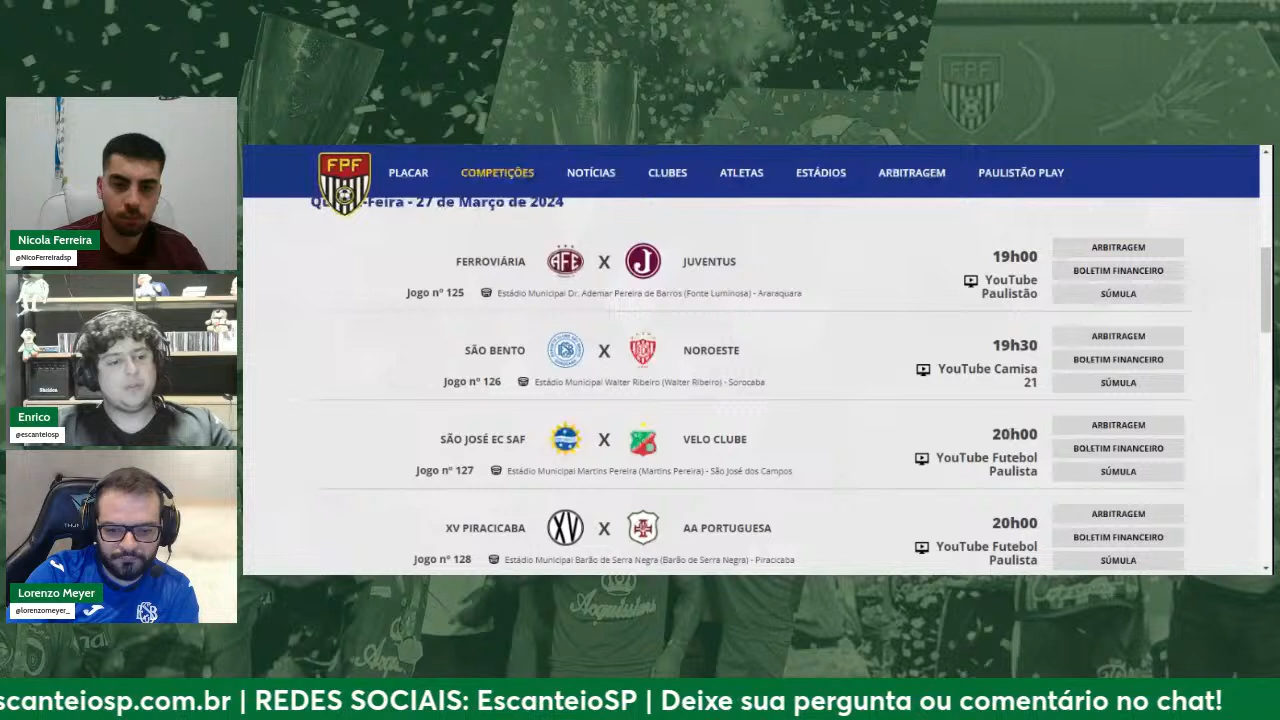 FPF
PLACAR
COMPETIÇÕES
NOTÍCIAS
CLUBES
ATLETAS
ESTÁDIOS
ARBITRAGEM
PAULISTÃO PLAY
-Feira - 27 de Março de 2024
FERROVIÁRIA AFE X J JUVENTUS
Jogo nº 125 Estádio Municipal Dr. Ademar Pereira de Barros (Fonte Luminosa) - Araraquara
19h00
YouTube
Paulistão
ARBITRAGEM
BOLETIM FINANCEIRO
SÚMULA
SÃO BENTO X NOROESTE
Jogo nº 126 Estádio Municipal Walter Ribeiro (Walter Ribeiro) - Sorocaba
19h30
YouTube Camisa
21
ARBITRAGEM
BOLETIM FINANCEIRO
SÚMULA
SÃO JOSÉ EC SAF X VELO CLUBE
Jogo nº 127 Estádio Municipal Martins Pereira (Martins Pereira) - São José dos Campos
20h00
YouTube Futebol
Paulista
ARBITRAGEM
BOLETIM FINANCEIRO
SÚMULA
XV PIRACICABA XV X AA PORTUGUESA
Jogo nº 128 Estádio Municipal Barão de Serra Negra (Barão de Serra Negra) - Piracicaba
20h00
YouTube Futebol
Paulista
ARBITRAGEM
BOLETIM FINANCEIRO
SÚMULA
Nicola Ferreira
@NicoFerreiradsp
Enrico
@escanteiosp
Lorenzo Meyer
@lorenzomeyer_
FPF
scanteiosp.com.br | REDES SOCIAIS: EscanteioSP | Deixe sua pergunta ou comentário no chat!